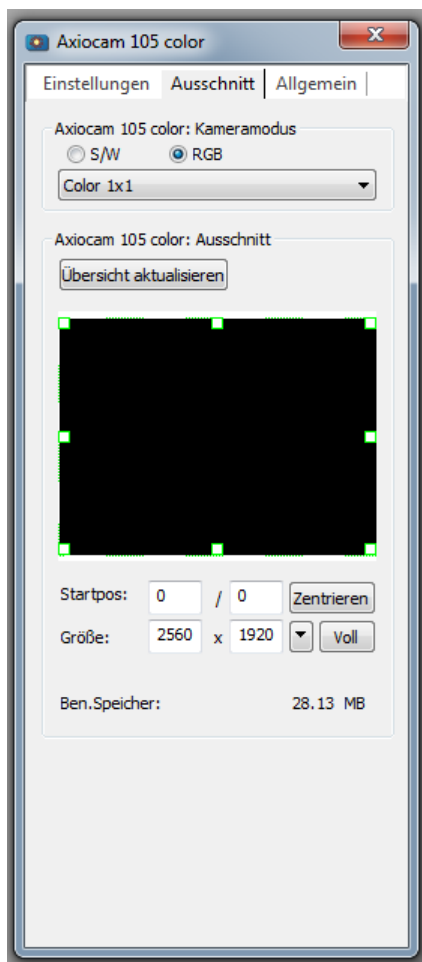 Axiocam 105 color
Einstellungen Ausschnitt Allgemein
Axiocam 105 color: Kameramodus
S/W RGB
Color 1x1
Axiocam 105 color: Ausschnitt
Übersicht aktualisieren
Startpos: 0 / 0 Zentrieren
Größe: 2560 x 1920 Voll
Ben.Speicher: 28.13 MB